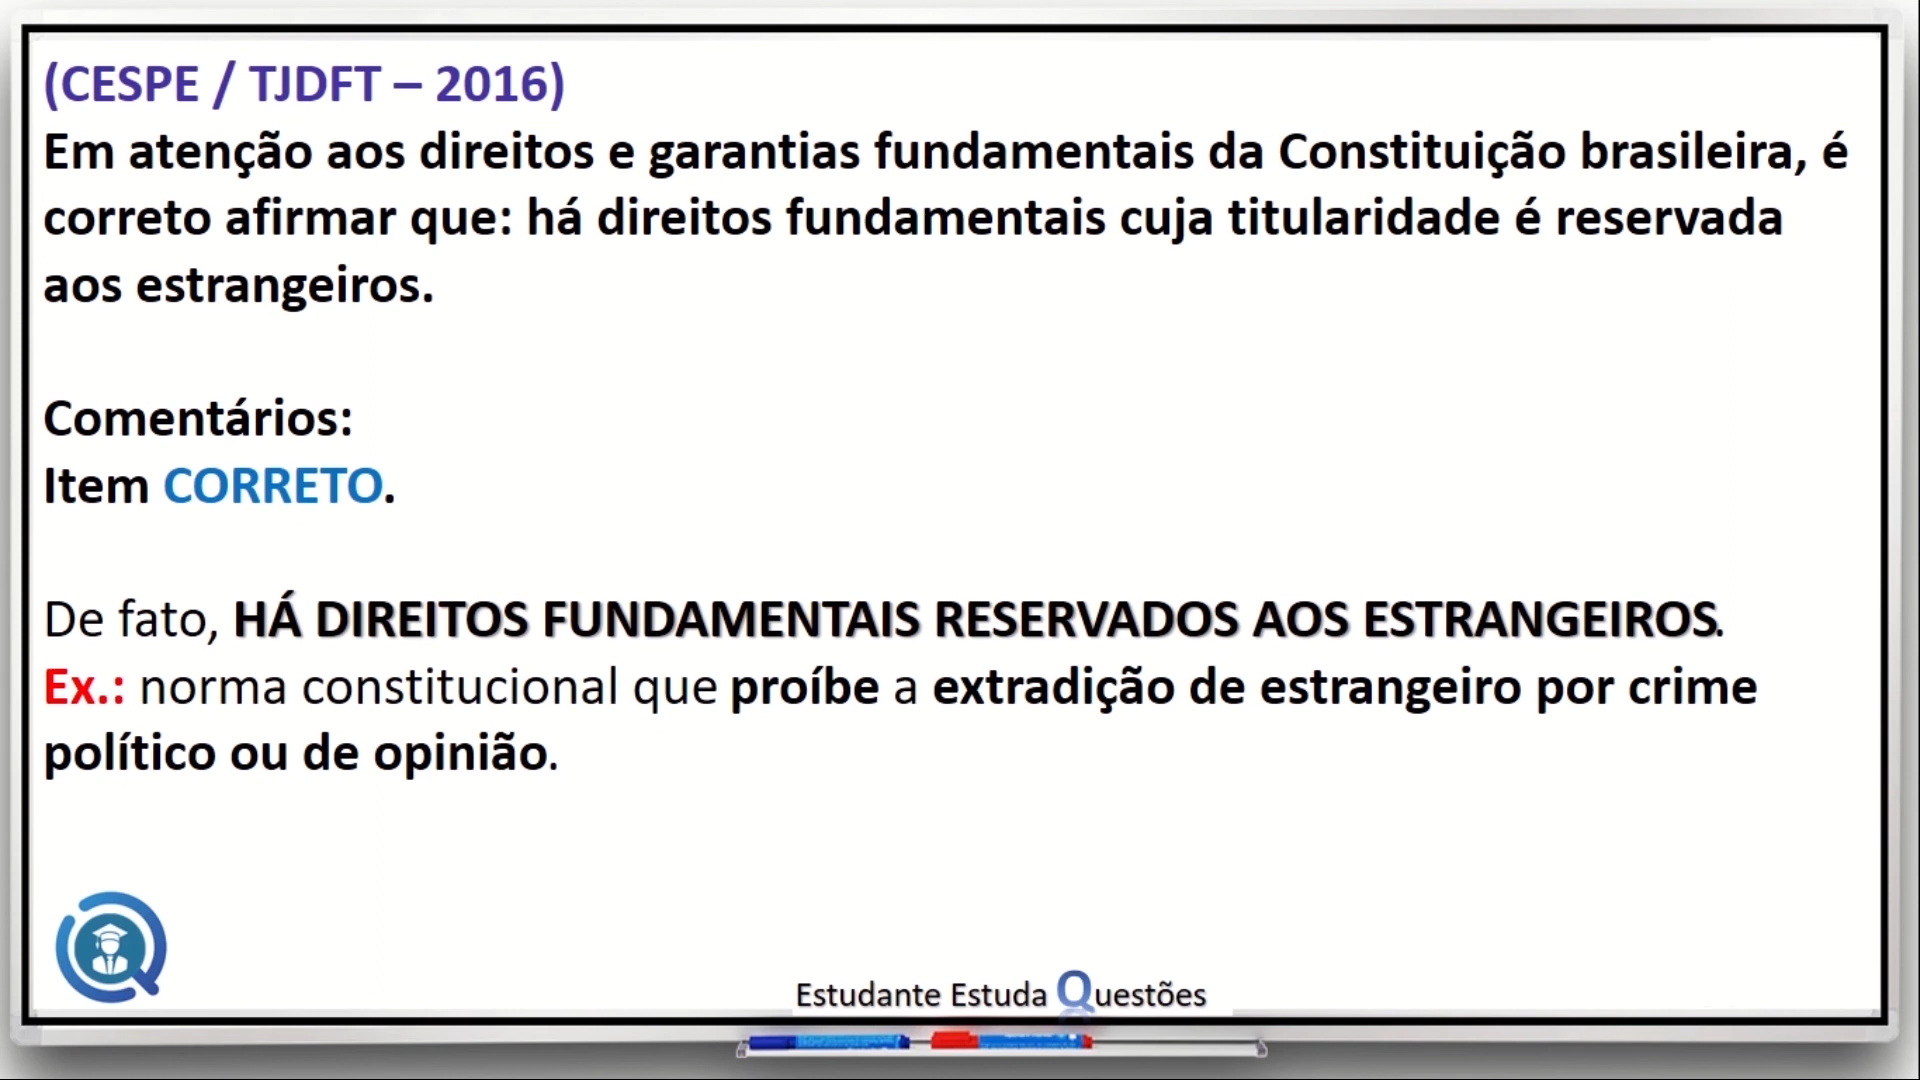 (CESPE / TJDFT – 2016)
Em atenção aos direitos e garantias fundamentais da Constituição brasileira, é
correto afirmar que: há direitos fundamentais cuja titularidade é reservada
aos estrangeiros.
Comentários:
Item CORRETO.
De fato, HÁ DIREITOS FUNDAMENTAIS RESERVADOS AOS ESTRANGEIROS.
Ex.: norma constitucional que proíbe a extradição de estrangeiro por crime
político ou de opinião.
Estudante Estuda Questões